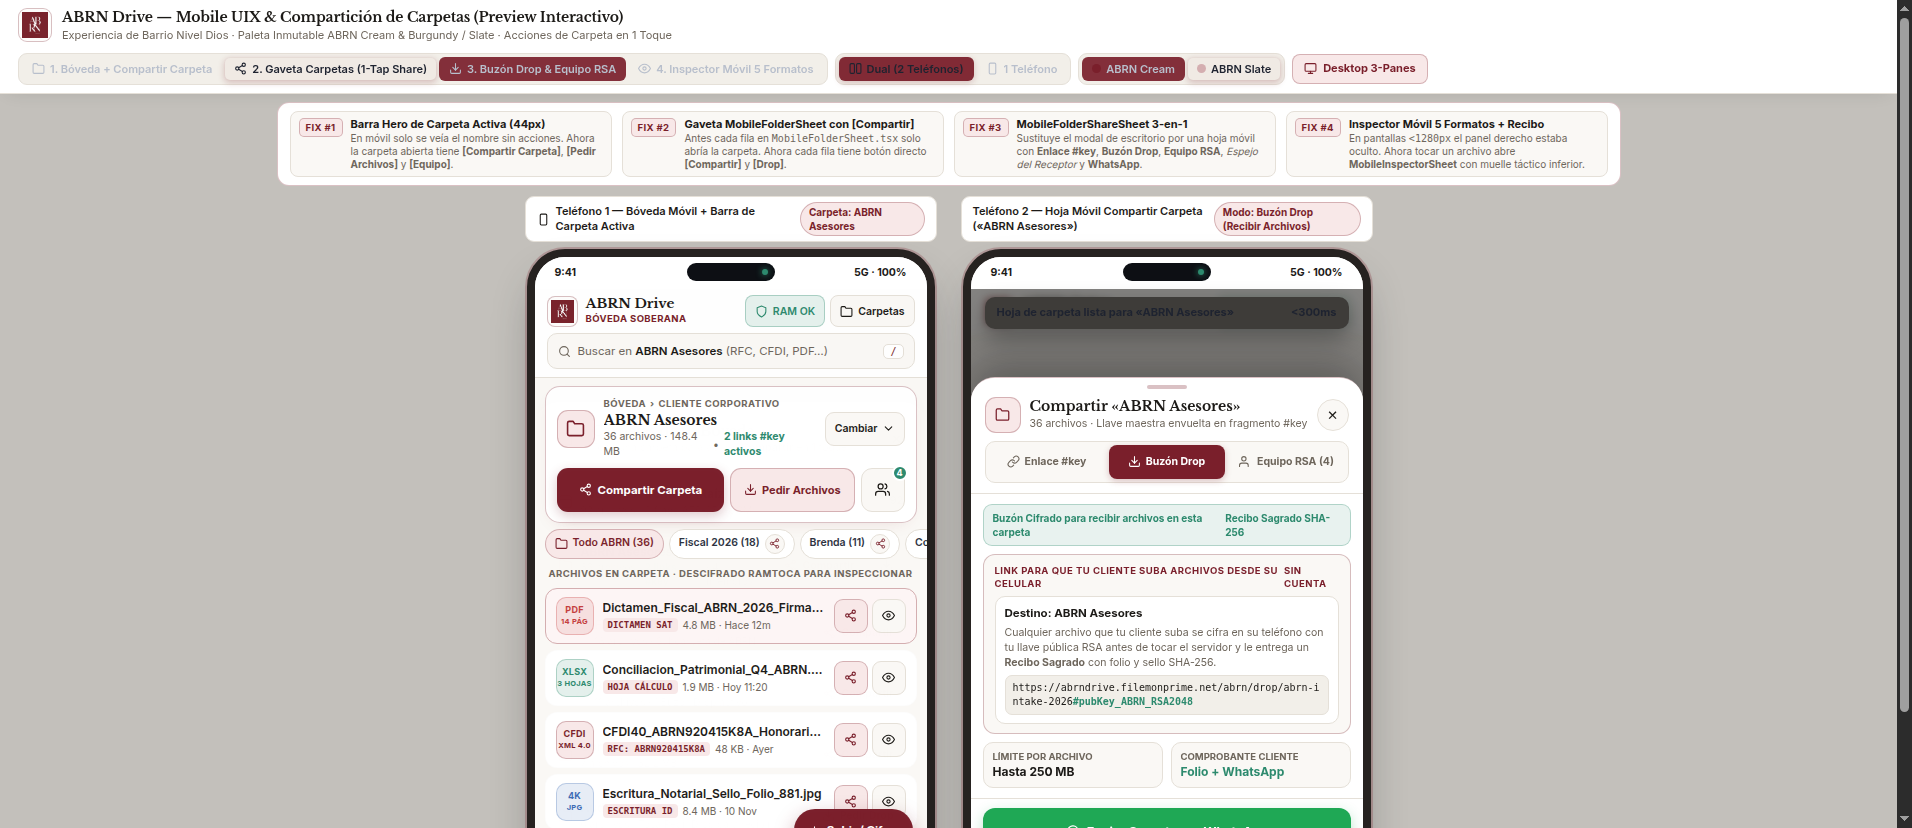 ABRN Drive — Mobile UIX & Compartición de Carpetas (Preview Interactivo)
Experiencia de Barrio Nivel Dios · Paleta Inmutable ABRN Cream & Burgundy / Slate · Acciones de Carpeta en 1 Toque
1. Bóveda + Compartir Carpeta
2. Gaveta Carpetas (1-Tap Share)
3. Buzón Drop & Equipo RSA
4. Inspector Móvil 5 Formatos
Dual (2 Teléfonos)
1 Teléfono
ABRN Cream
ABRN Slate
Desktop 3-Panes
FIX #1
Barra Hero de Carpeta Activa (44px)
En móvil solo se veía el nombre sin acciones. Ahora
la carpeta abierta tiene [Compartir Carpeta], [Pedir
Archivos] y [Equipo].
FIX #2
Gaveta MobileFolderSheet con [Compartir]
Antes cada fila en MobileFolderSheet.tsx solo
abría la carpeta. Ahora cada fila tiene botón directo
[Compartir] y [Drop].
FIX #3
MobileFolderShareSheet 3-en-1
Sustituye el modal de escritorio por una hoja móvil
con Enlace #key, Buzón Drop, Equipo RSA, Espejo
del Receptor y WhatsApp.
FIX #4
Inspector Móvil 5 Formatos + Recibo
En pantallas <1280px el panel derecho estaba
oculto. Ahora tocar un archivo abre
MobileInspectorSheet con muelle táctico inferior.
Teléfono 1 — Bóveda Móvil + Barra de
Carpeta Activa
Carpeta: ABRN
Asesores
9:41
5G · 100%
ABRN Drive
BÓVEDA SOBERANA
RAM OK
Carpetas
Buscar en ABRN Asesores (RFC, CFDI, PDF...)
/
BÓVEDA › CLIENTE CORPORATIVO
ABRN Asesores
36 archivos · 148.4
MB
•
2 links #key
activos
Cambiar
Compartir Carpeta
Pedir Archivos
4
Todo ABRN (36)
Fiscal 2026 (18)
Brenda (11)
Co
ARCHIVOS EN CARPETA · DESCIFRADO RAMTOCA PARA INSPECCIONAR
PDF
14 PÁG
Dictamen_Fiscal_ABRN_2026_Firma...
DICTAMEN SAT 4.8 MB · Hace 12m
XLSX
3 HOJAS
Conciliacion_Patrimonial_Q4_ABRN....
HOJA CÁLCULO 1.9 MB · Hoy 11:20
CFDI
XML 4.0
CFDI40_ABRN920415K8A_Honorari...
RFC: ABRN920415K8A 48 KB · Ayer
4K
JPG
Escritura_Notarial_Sello_Folio_881.jpg
ESCRITURA ID 8.4 MB · 10 Nov
Teléfono 2 — Hoja Móvil Compartir Carpeta
(«ABRN Asesores»)
Modo: Buzón Drop
(Recibir Archivos)
9:41
5G · 100%
Hoja de carpeta lista para «ABRN Asesores»
<300ms
Compartir «ABRN Asesores»
36 archivos · Llave maestra envuelta en fragmento #key
Enlace #key
Buzón Drop
Equipo RSA (4)
Buzón Cifrado para recibir archivos en esta
carpeta
Recibo Sagrado SHA-
256
LINK PARA QUE TU CLIENTE SUBA ARCHIVOS DESDE SU
CELULAR
SIN
CUENTA
Destino: ABRN Asesores
Cualquier archivo que tu cliente suba se cifra en su teléfono con
tu llave pública RSA antes de tocar el servidor y le entrega un
Recibo Sagrado con folio y sello SHA-256.
https://abrndrive.filemonprime.net/abrn/drop/abrn-i
ntake-2026#pubKey_ABRN_RSA2048
LÍMITE POR ARCHIVO
Hasta 250 MB
COMPROBANTE CLIENTE
Folio + WhatsApp